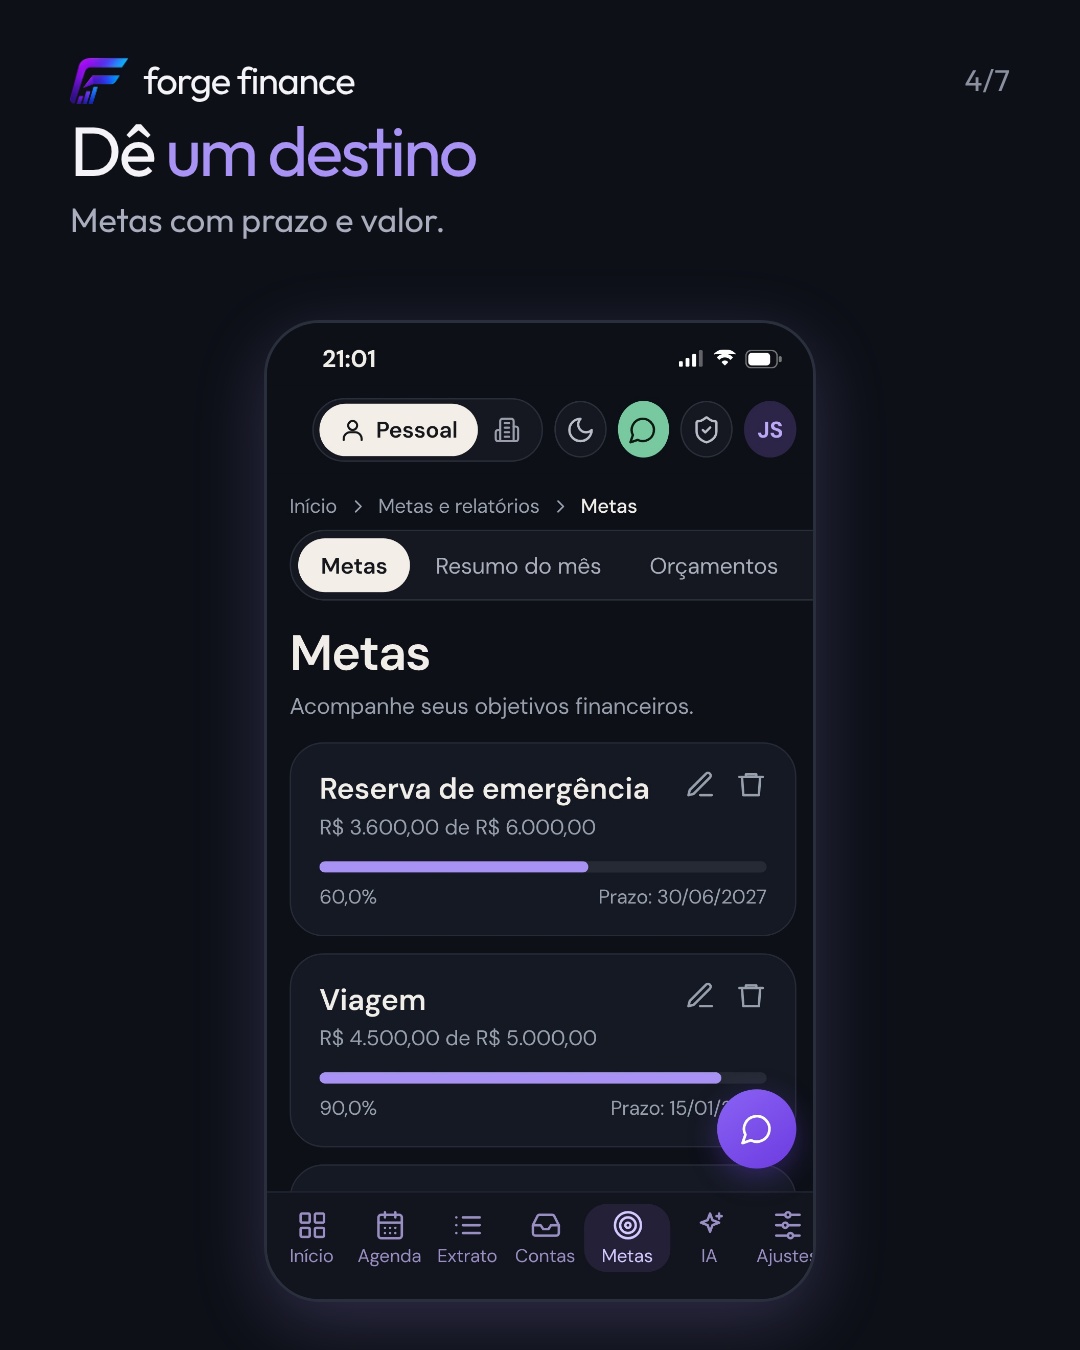 forge finance
4/7
Dê um destino
Metas com prazo e valor.
21:01
Pessoal
JS
Início > Metas e relatórios > Metas
Metas Resumo do mês Orçamentos
Metas
Acompanhe seus objetivos financeiros.
Reserva de emergência
R$ 3.600,00 de R$ 6.000,00
60,0% Prazo: 30/06/2027
Viagem
R$ 4.500,00 de R$ 5.000,00
90,0% Prazo: 15/01/
Início Agenda Extrato Contas Metas IA Ajustes